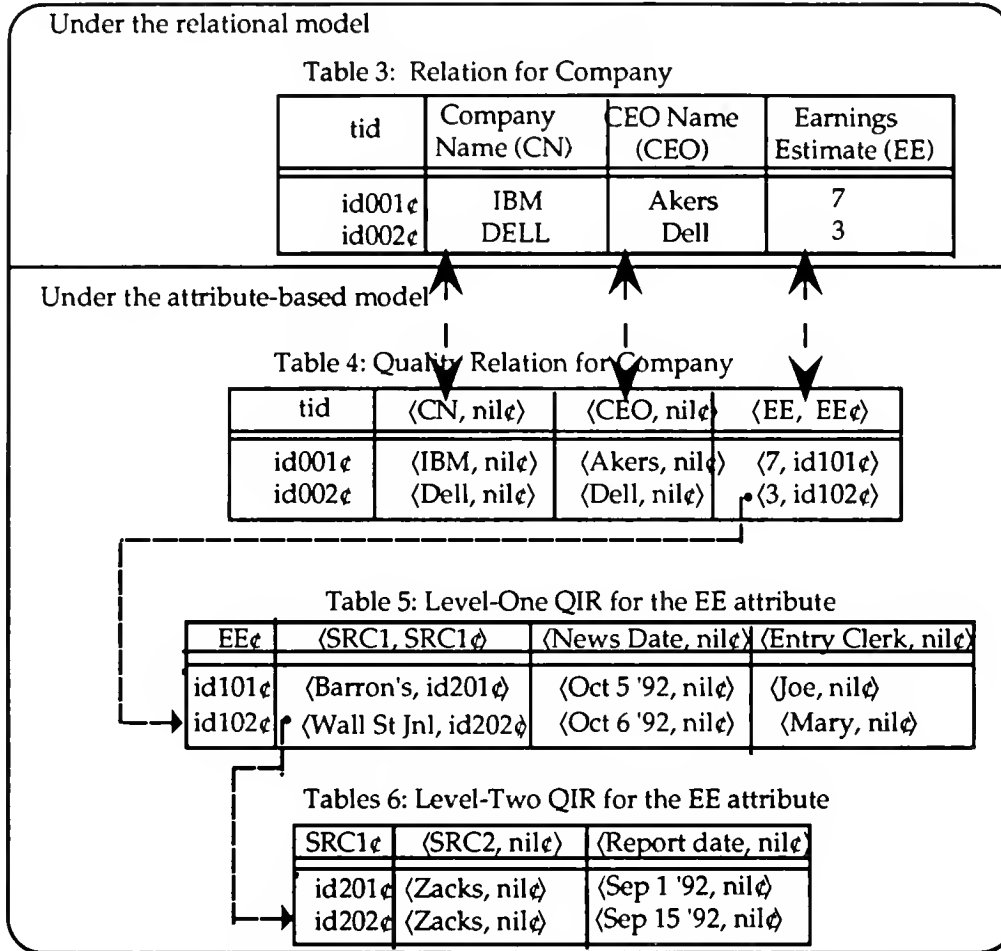 Under the relational model
Table 3: Relation for Company
tid Company Name (CN) CEO Name (CEO) Earnings Estimate (EE)
id001¢ IBM Akers 7
id002¢ DELL Dell 3
Under the attribute-based model
Table 4: Quality Relation for Company
tid ⟨CN, nil¢⟩ ⟨CEO, nil¢⟩ ⟨EE, EE¢⟩
id001¢ ⟨IBM, nil¢⟩ ⟨Akers, nil¢⟩ ⟨7, id101¢⟩
id002¢ ⟨Dell, nil¢⟩ ⟨Dell, nil¢⟩ ⟨3, id102¢⟩
Table 5: Level-One QIR for the EE attribute
EE¢ ⟨SRC1, SRC1¢⟩ ⟨News Date, nil¢⟩ ⟨Entry Clerk, nil¢⟩
id101¢ ⟨Barron's, id201¢⟩ ⟨Oct 5 '92, nil¢⟩ ⟨Joe, nil¢⟩
id102¢ ⟨Wall St Jnl, id202¢⟩ ⟨Oct 6 '92, nil¢⟩ ⟨Mary, nil¢⟩
Tables 6: Level-Two QIR for the EE attribute
SRC1¢ ⟨SRC2, nil¢⟩ ⟨Report date, nil¢⟩
id201¢ ⟨Zacks, nil¢⟩ ⟨Sep 1 '92, nil¢⟩
id202¢ ⟨Zacks, nil¢⟩ ⟨Sep 15 '92, nil¢⟩